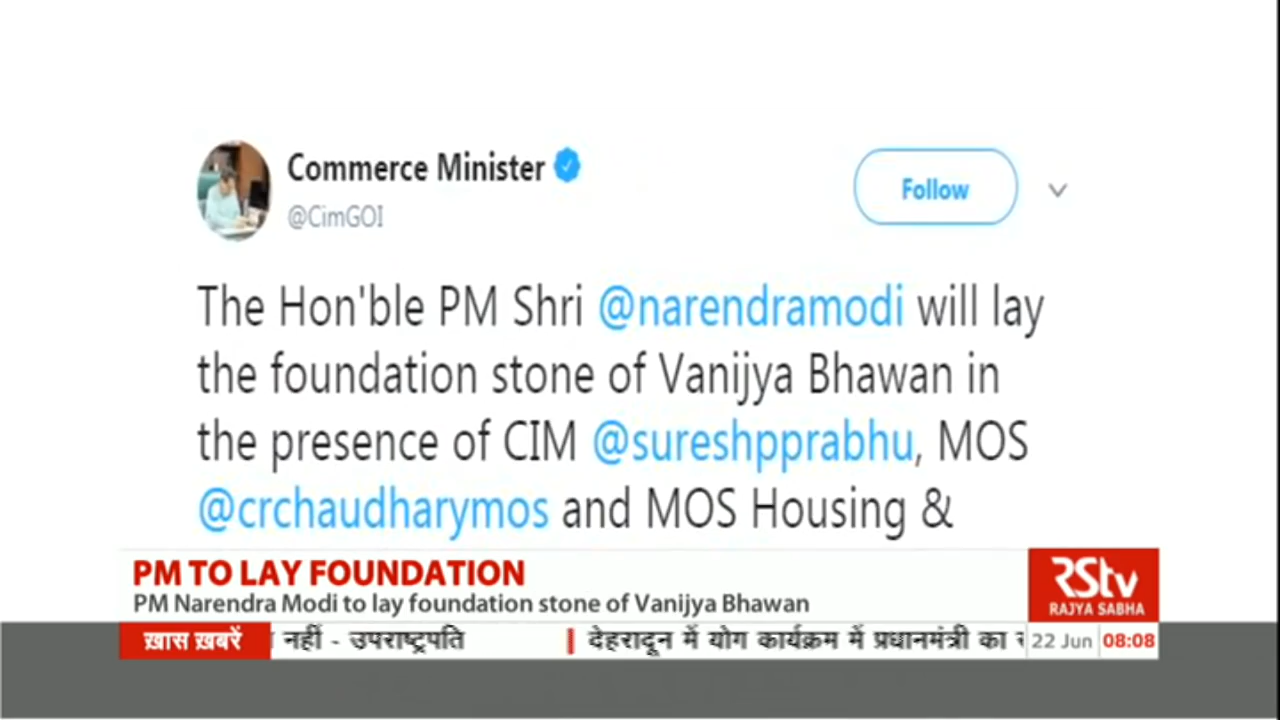 Commerce Minister
@CimGOI
Follow
The Hon'ble PM Shri @narendramodi will lay
the foundation stone of Vanijya Bhawan in
the presence of CIM @sureshpprabhu, MOS
@crchaudharymos and MOS Housing &
PM TO LAY FOUNDATION
PM Narendra Modi to lay foundation stone of Vanijya Bhawan
RStv
RAJYA SABHA
ख़ास ख़बरें
नहीं - उपराष्ट्रपति | देहरादून में योग कार्यक्रम में प्रधानमंत्री का
22 Jun 08:08